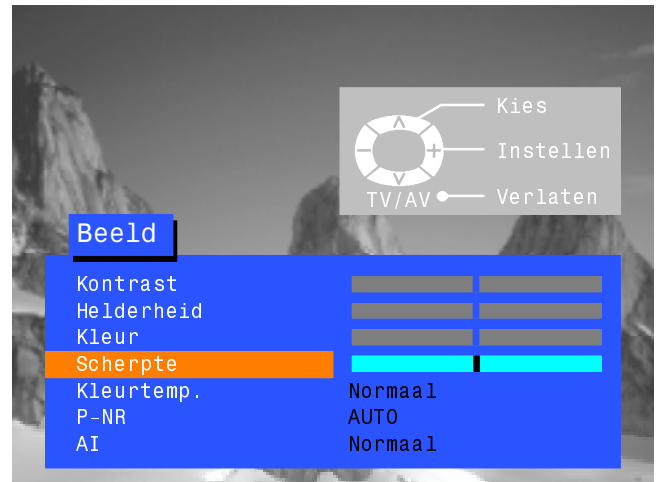 Kies
Instellen
TV/AV Verlaten
Beeld
Kontrast
Helderheid
Kleur
Scherpte
Kleurtemp. Normaal
P-NR AUTO
AI Normaal